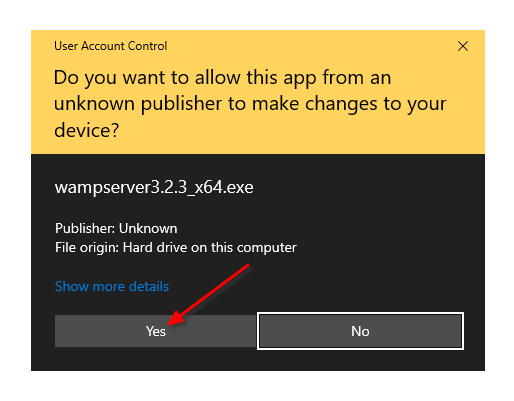 User Account Control
Do you want to allow this app from an
unknown publisher to make changes to your
device?
wampserver3.2.3_x64.exe
Publisher: Unknown
File origin: Hard drive on this computer
Show more details
Yes
No